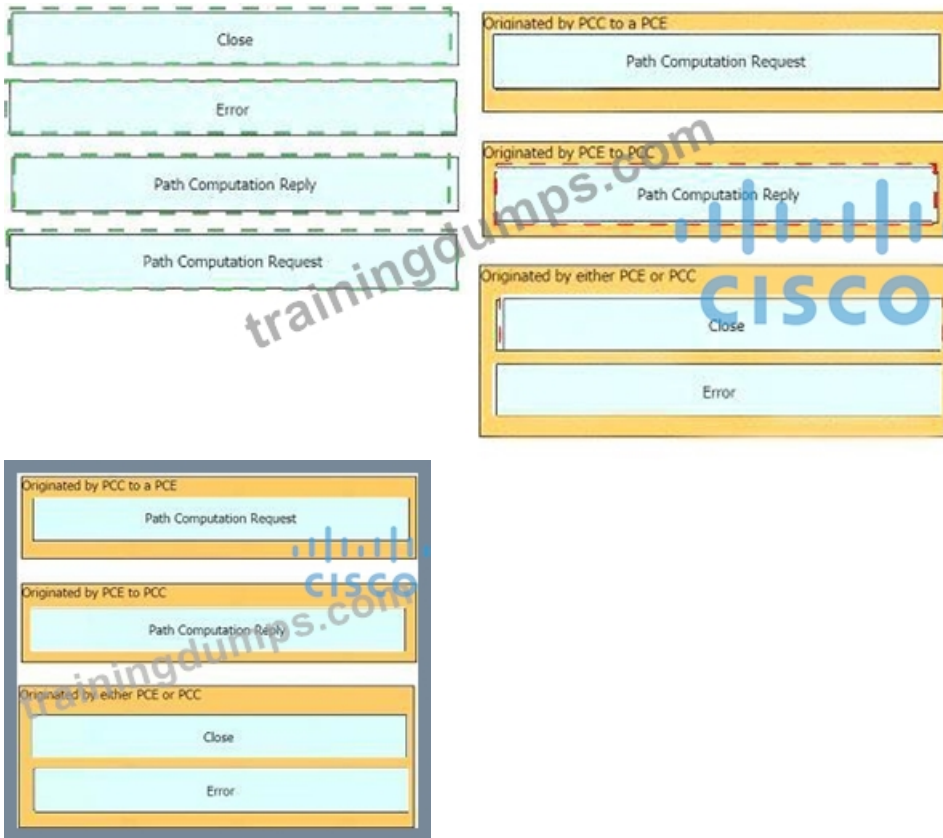 Close
Error
Path Computation Reply
Path Computation Request
Originated by PCC to a PCE
Path Computation Request
Originated by PCE to PCC
Path Computation Reply
Originated by either PCE or PCC
Close
Error
trainingdumps.com
CISCO
Originated by PCC to a PCE
Path Computation Request
Originated by PCE to PCC
Path Computation Reply
Originated by either PCE or PCC
Close
Error
trainingdumps.com
CISCO